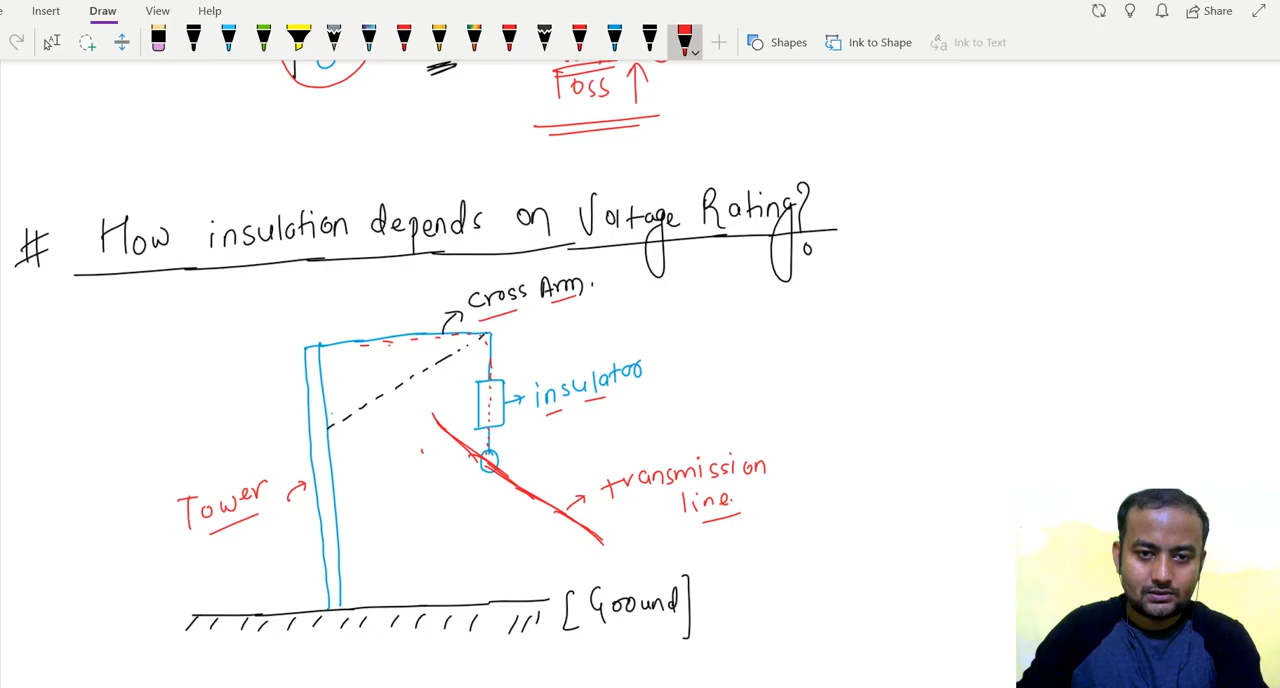 Insert Draw View Help
Share
Shapes Ink to Shape Ink to Text
Loss ↑
# How insulation depends on Voltage Rating?
Cross Arm.
→ insulator
Tower
transmission
line.
[Ground]